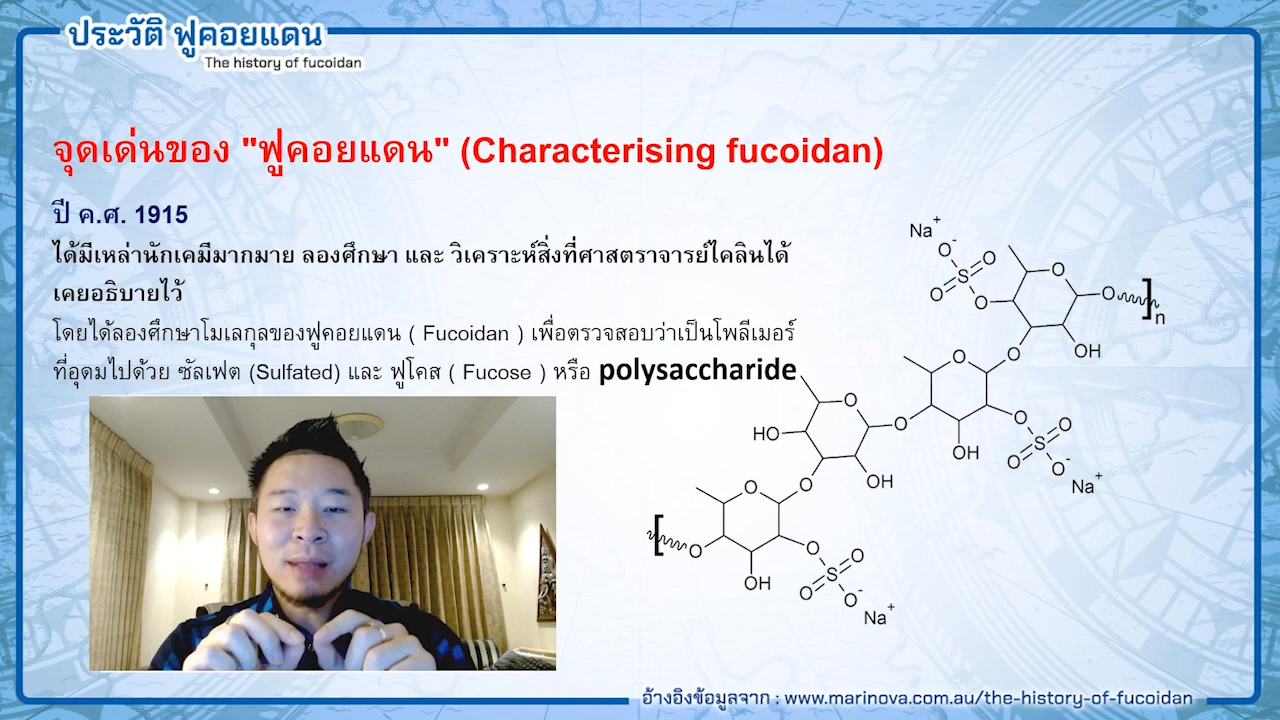 ประวัติ ฟูคอยแดน
The history of fucoidan
จุดเด่นของ "ฟูคอยแดน" (Characterising fucoidan)
ปี ค.ศ. 1915
ได้มีเหล่านักเคมีมากมาย ลองศึกษา และ วิเคราะห์สิ่งที่ศาสตราจารย์ไคลินได้
เคยอธิบายไว้
โดยได้ลองศึกษาโมเลกุลของฟูคอยแดน ( Fucoidan ) เพื่อตรวจสอบว่าเป็นโพลีเมอร์
ที่อุดมไปด้วย ซัลเฟต (Sulfated) และ ฟูโคส ( Fucose ) หรือ polysaccharide
Na+
O-
O
S
O
O
O
O
]n
OH
O
O
HO
O
O
OH
O
S
O
O
O-
Na+
OH
O
O
[
O
O
OH
S
O
O
O-
Na+
อ้างอิงข้อมูลจาก : www.marinova.com.au/the-history-of-fucoidan